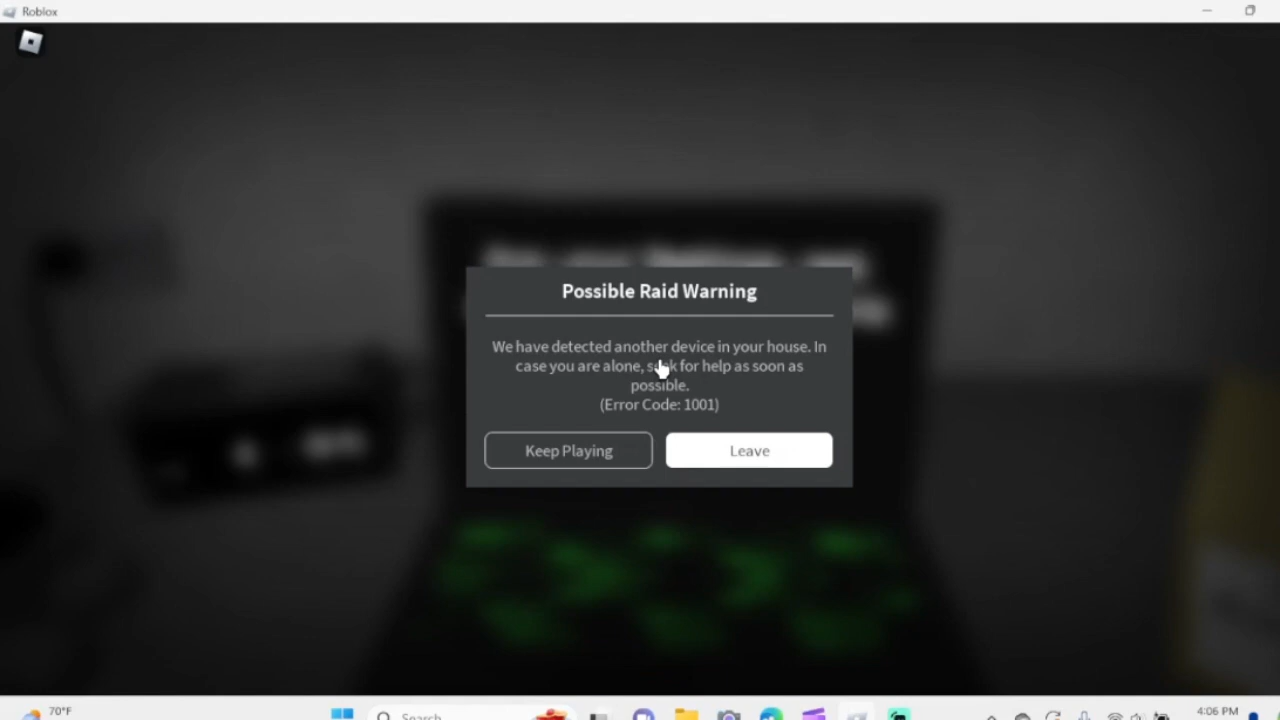 Roblox
Possible Raid Warning
We have detected another device in your house. In
case you are alone, seek for help as soon as
possible.
(Error Code: 1001)
Keep Playing
Leave
70°F
Search
4:06 PM